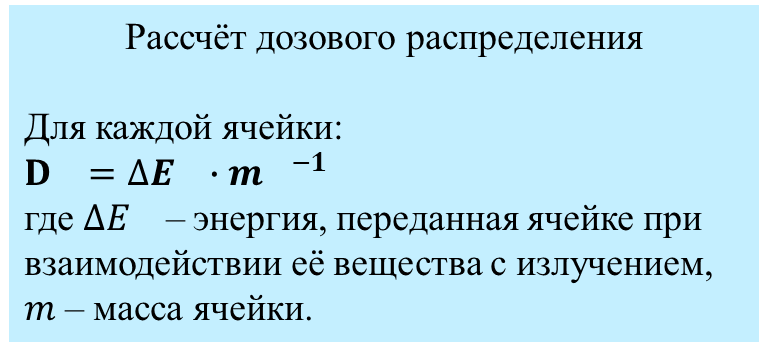 Рассчёт дозового распределения
Для каждой ячейки:
D = ΔE · m ⁻¹
где ΔE – энергия, переданная ячейке при
взаимодействии её вещества с излучением,
m – масса ячейки.